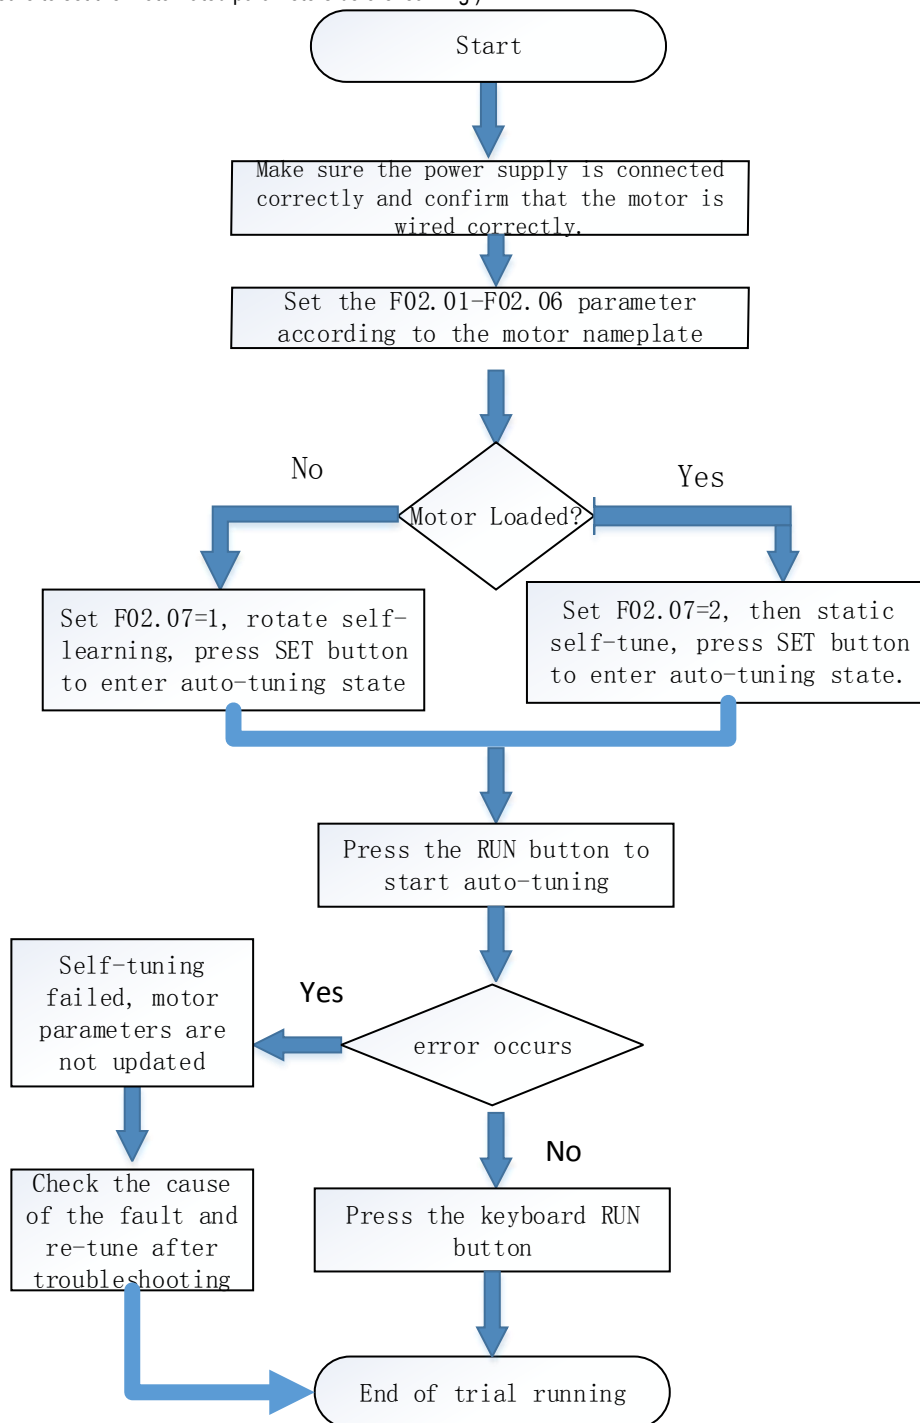 Start
Make sure the power supply is connected
correctly and confirm that the motor is
wired correctly.
Set the F02.01-F02.06 parameter
according to the motor nameplate
No
Yes
Motor Loaded?
Set F02.07=1, rotate self-
learning, press SET button
to enter auto-tuning state
Set F02.07=2, then static
self-tune, press SET button
to enter auto-tuning state.
Press the RUN button to
start auto-tuning
Self-tuning
failed, motor
parameters are
not updated
Yes
error occurs
No
Check the cause
of the fault and
re-tune after
troubleshooting
Press the keyboard RUN
button
End of trial running